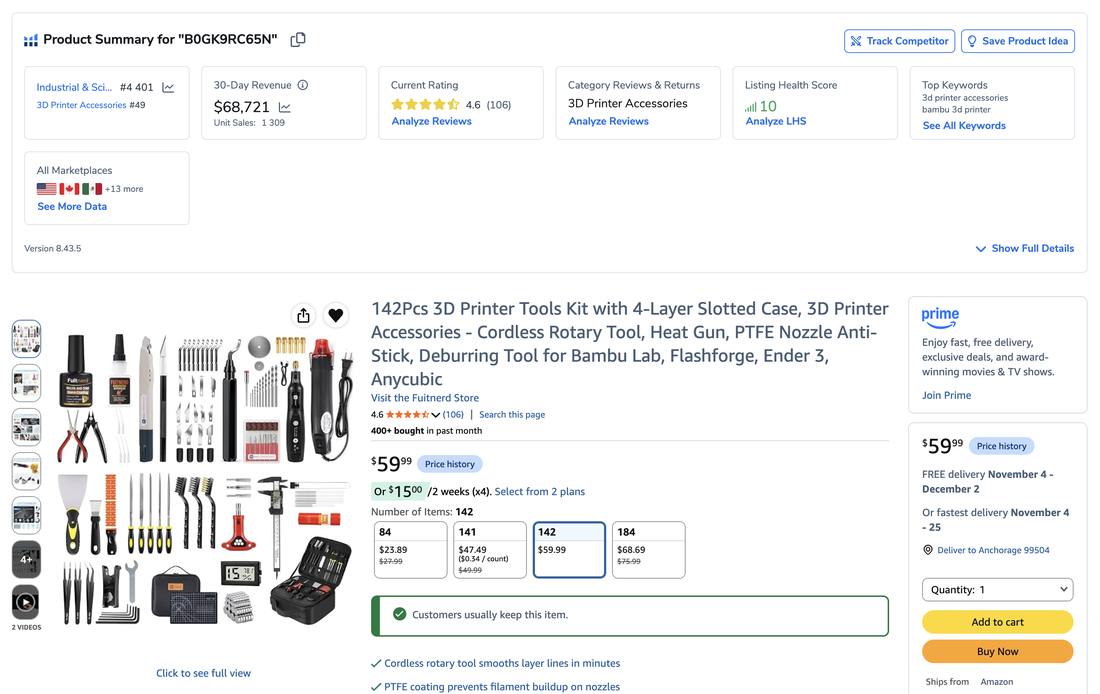 Product Summary for "B0GK9RC65N"
Track Competitor
Save Product Idea
Industrial & Sci... #4 401
3D Printer Accessories #49
30-Day Revenue
$68,721
Unit Sales: 1 309
Current Rating
4.6 (106)
Analyze Reviews
Category Reviews & Returns
3D Printer Accessories
Analyze Reviews
Listing Health Score
10
Analyze LHS
Top Keywords
3d printer accessories
bambu 3d printer
See All Keywords
All Marketplaces
+13 more
See More Data
Version 8.43.5
Show Full Details
4+
2 VIDEOS
Fuitnerd
15
Click to see full view
142Pcs 3D Printer Tools Kit with 4-Layer Slotted Case, 3D Printer
Accessories - Cordless Rotary Tool, Heat Gun, PTFE Nozzle Anti-
Stick, Deburring Tool for Bambu Lab, Flashforge, Ender 3,
Anycubic
Visit the Fuitnerd Store
4.6 (106) | Search this page
400+ bought in past month
$5999 Price history
Or $1500 /2 weeks (x4). Select from 2 plans
Number of Items: 142
84
$23.89
$27.99
141
$47.49
($0.34 / count)
$49.99
142
$59.99
184
$68.69
$75.99
Customers usually keep this item.
Cordless rotary tool smooths layer lines in minutes
PTFE coating prevents filament buildup on nozzles
prime
Enjoy fast, free delivery,
exclusive deals, and award-
winning movies & TV shows.
Join Prime
$5999 Price history
FREE delivery November 4 -
December 2
Or fastest delivery November 4
- 25
Deliver to Anchorage 99504
Quantity: 1
Add to cart
Buy Now
Ships from Amazon